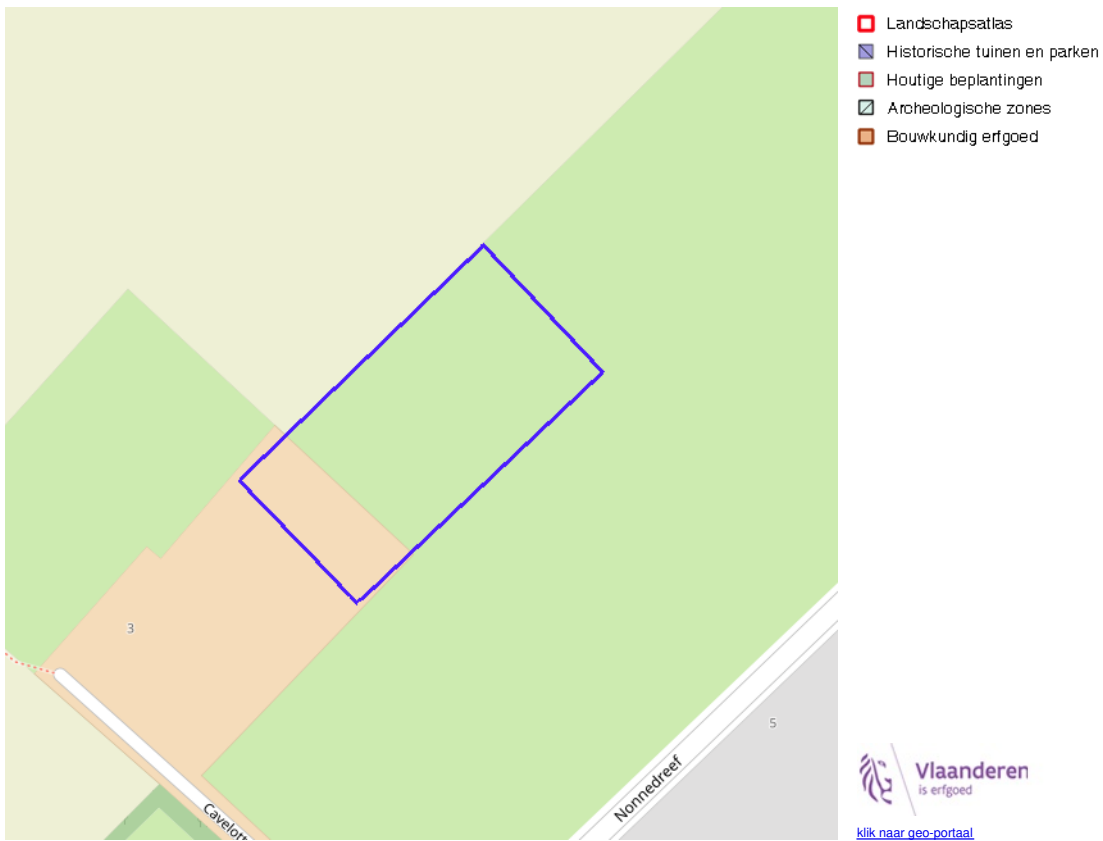 Landschapsatlas
Historische tuinen en parken
Houtige beplantingen
Archeologische zones
Bouwkundig erfgoed
3
5
Nonnedreef
Cavelott
Vlaanderen
is erfgoed
klik naar geo-portaal